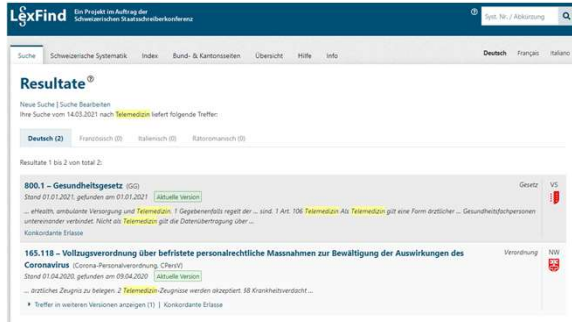 LexFind Ein Projekt im Auftrag der
Schweizerischen Staatsschreiberkonferenz
Syst. Nr. / Abkürzung
Suche Schweizerische Systematik Index Bund- & Kantonsseiten Übersicht Hilfe Info Deutsch Français Italiano
Resultate
Neue Suche | Suche Bearbeiten
Ihre Suche vom 14.03.2021 nach Telemedizin liefert folgende Treffer:
Deutsch (2) Französisch (0) Italienisch (0) Rätoromanisch (0)
Resultate 1 bis 2 von total 2:
800.1 – Gesundheitsgesetz (GG) Gesetz VS
Stand 01.01.2021, gefunden am 01.01.2021 Aktuelle Version
... eHealth, ambulante Versorgung und Telemedizin. 1 Gegebenenfalls regelt der ... sind. 1 Art. 106 Telemedizin Als Telemedizin gilt eine Form ärztlicher ... Gesundheitsfachpersonen
untereinander verbindet. Nicht als Telemedizin gilt die Datenübertragung über ...
Konkordante Erlasse
165.118 – Vollzugsverordnung über befristete personalrechtliche Massnahmen zur Bewältigung der Auswirkungen des Verordnung NW
Coronavirus (Corona-Personalverordnung, CPersV)
Stand 01.04.2020, gefunden am 09.04.2020 Aktuelle Version
... ärztliches Zeugnis zu belegen. 2 Telemedizin-Zeugnisse werden akzeptiert. §8 Krankheitsverdacht ...
Treffer in weiteren Versionen anzeigen (1) | Konkordante Erlasse